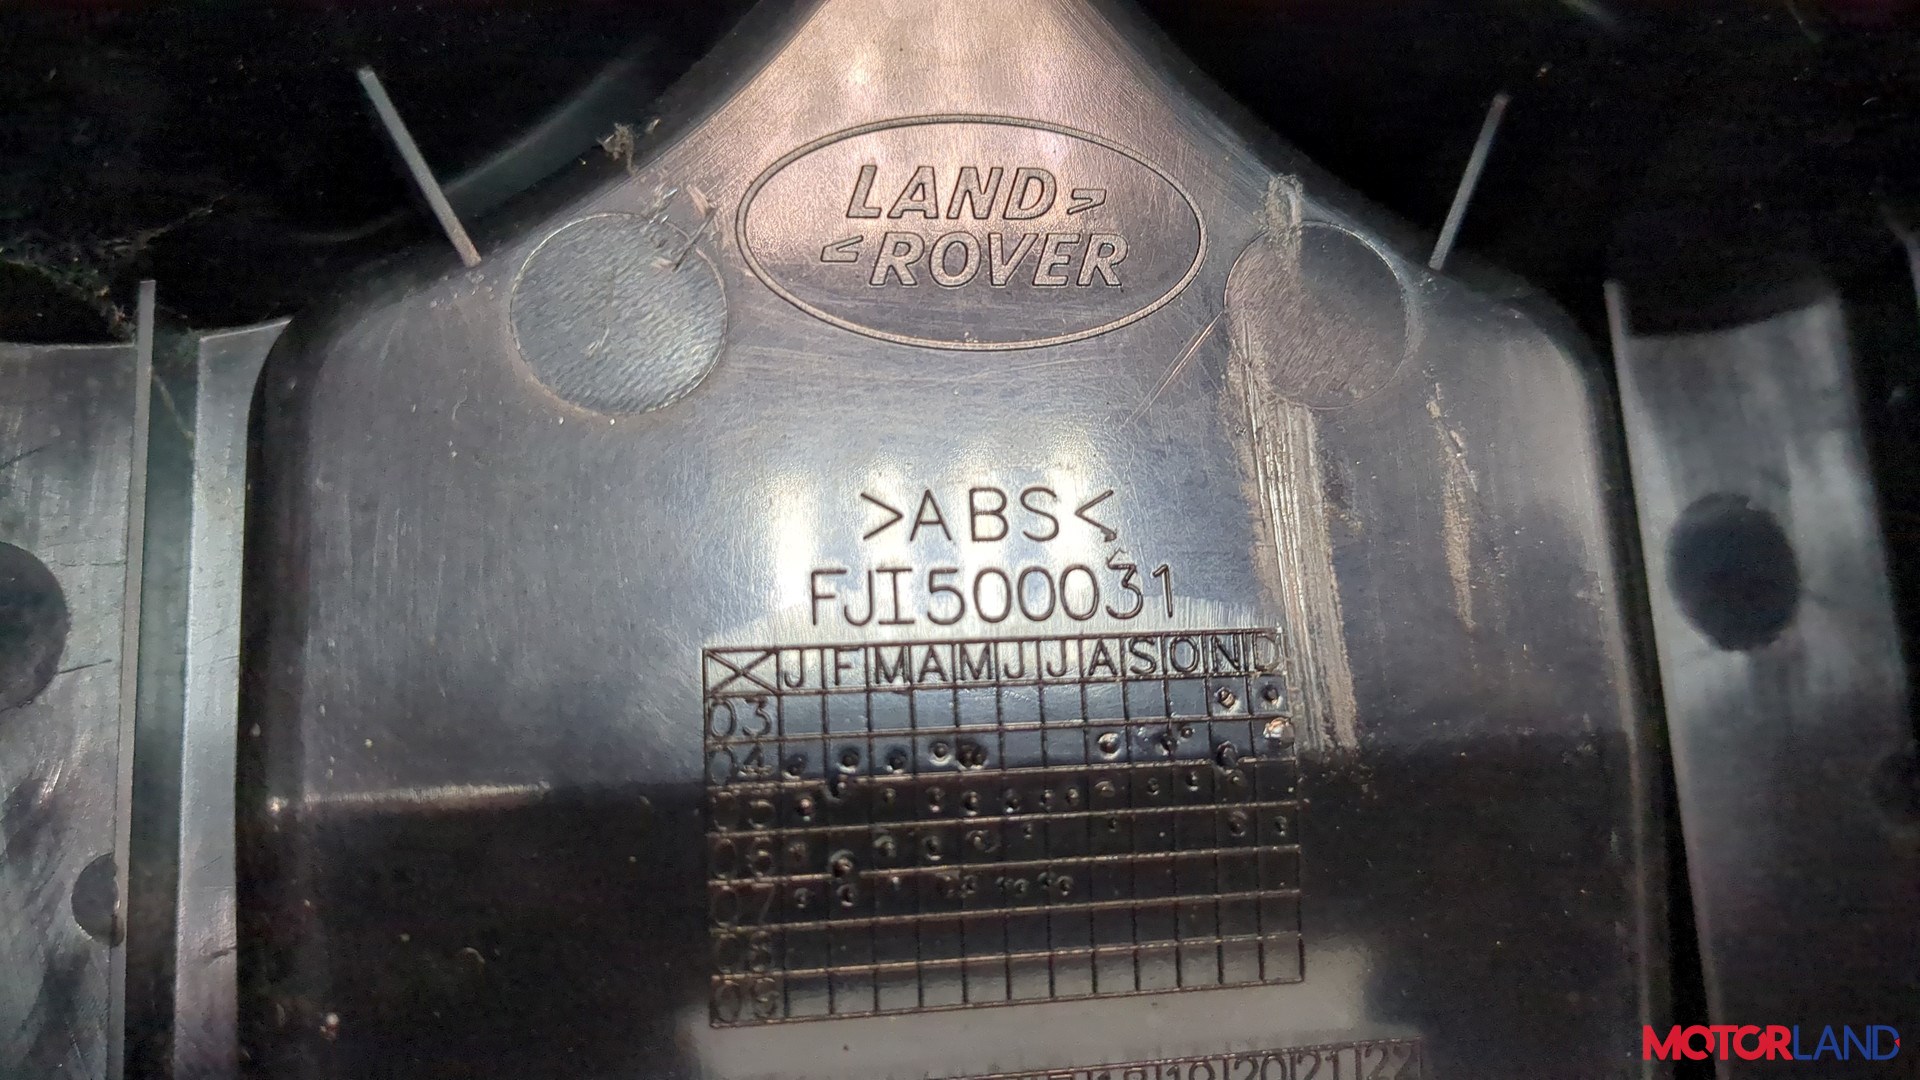 LAND>
<ROVER
>ABS<
FJI500031
J F M A M J J A S O N D
03
04
05
06
07
08
09
18 19 20 21 22
MOTORLAND